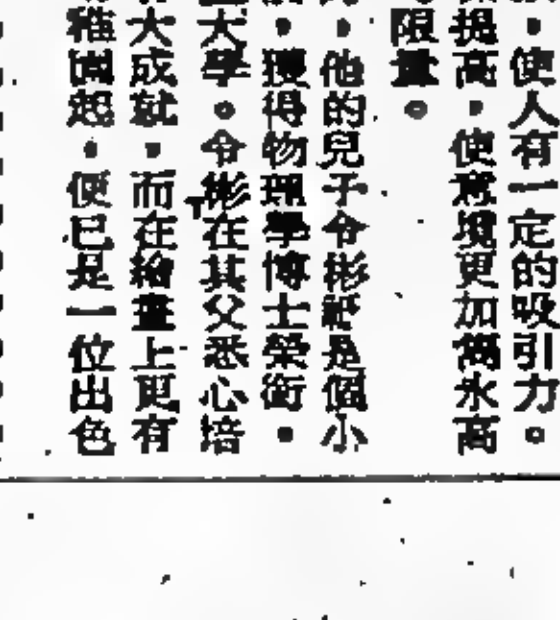 ，使人有一定的吸引力。
提高，使意境更加雋永高
限量。
，他的兒子令彬祇是個小
，獲得物理學博士榮銜，
大學。令彬在其父悉心培
大成就，而在繪畫上更有
稚園起，便已是一位出色